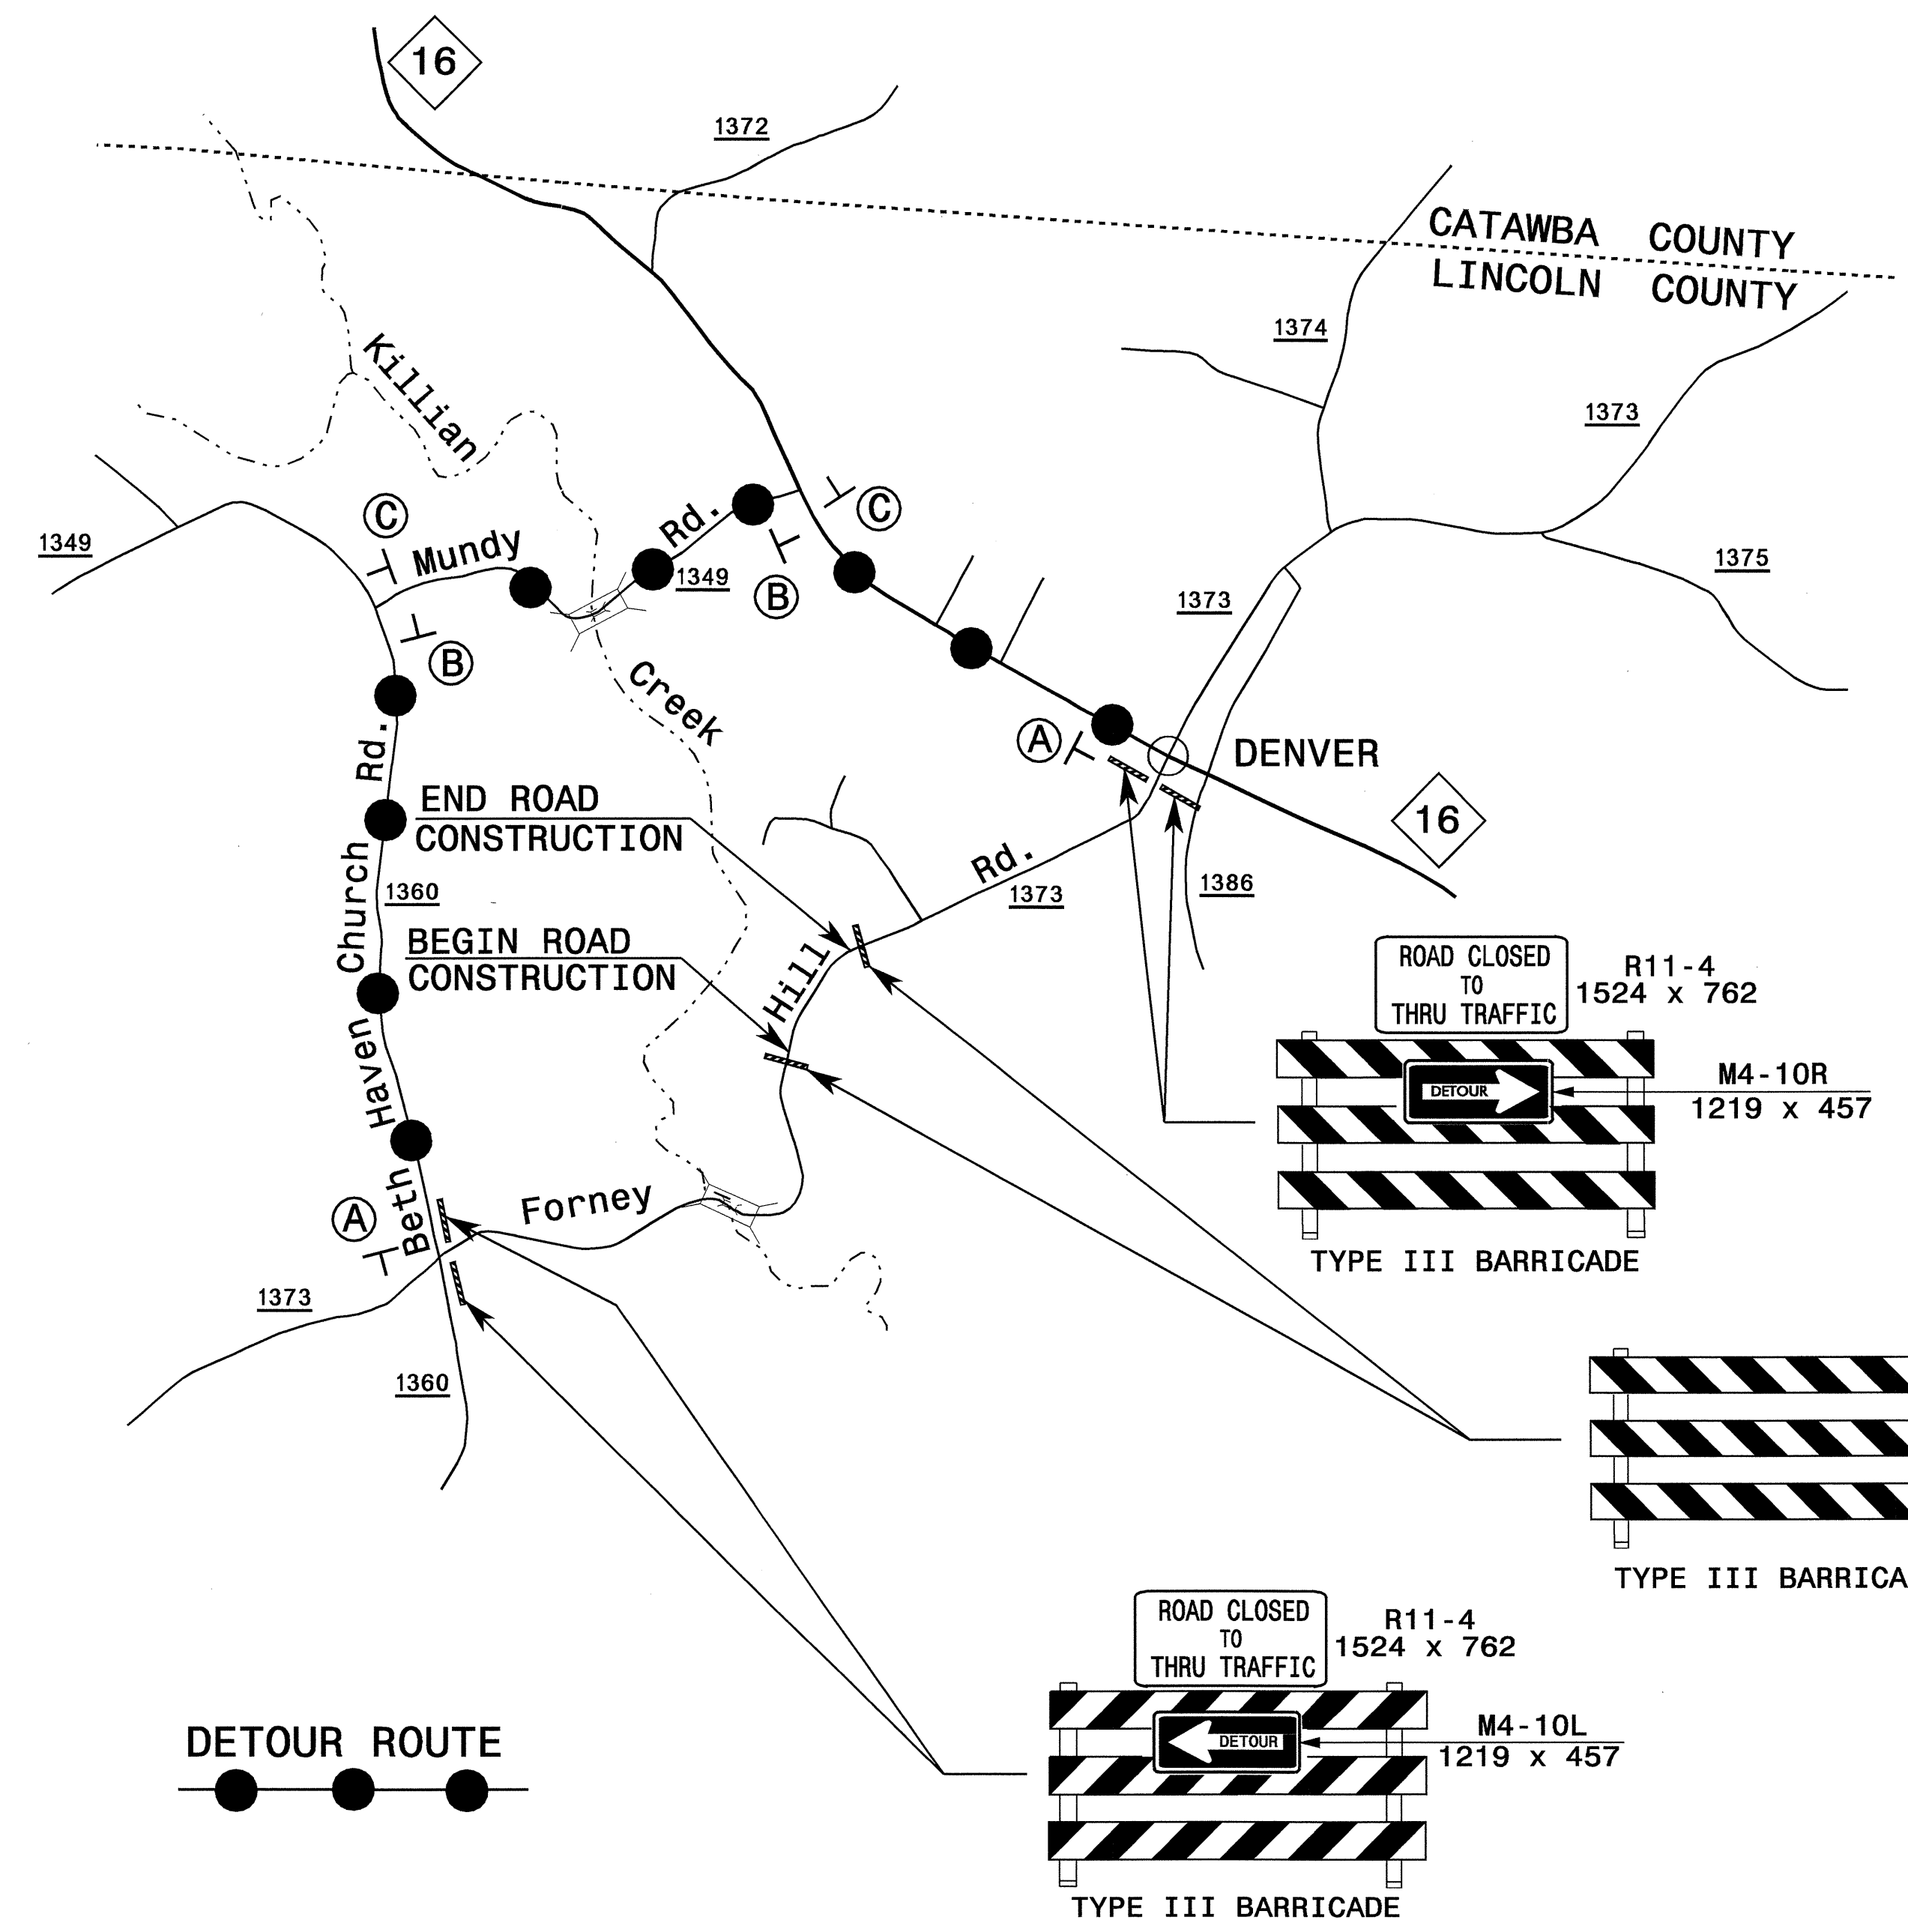 16
1372
CATAWBA COUNTY
LINCOLN COUNTY
1374
1373
Killian
C
C
1349
Mundy Rd.
1349
1375
B
1373
B
Creek
A
DENVER
16
END ROAD
CONSTRUCTION
1360
Rd.
1373
1386
BEGIN ROAD
CONSTRUCTION
Beth Haven Church Rd.
Forney Hill
A
1373
1360
ROAD CLOSED
TO
THRU TRAFFIC
R11-4
1524 x 762
DETOUR
M4-10R
1219 x 457
TYPE III BARRICADE
TYPE III BARRICA
ROAD CLOSED
TO
THRU TRAFFIC
R11-4
1524 x 762
DETOUR
M4-10L
1219 x 457
TYPE III BARRICADE
DETOUR ROUTE